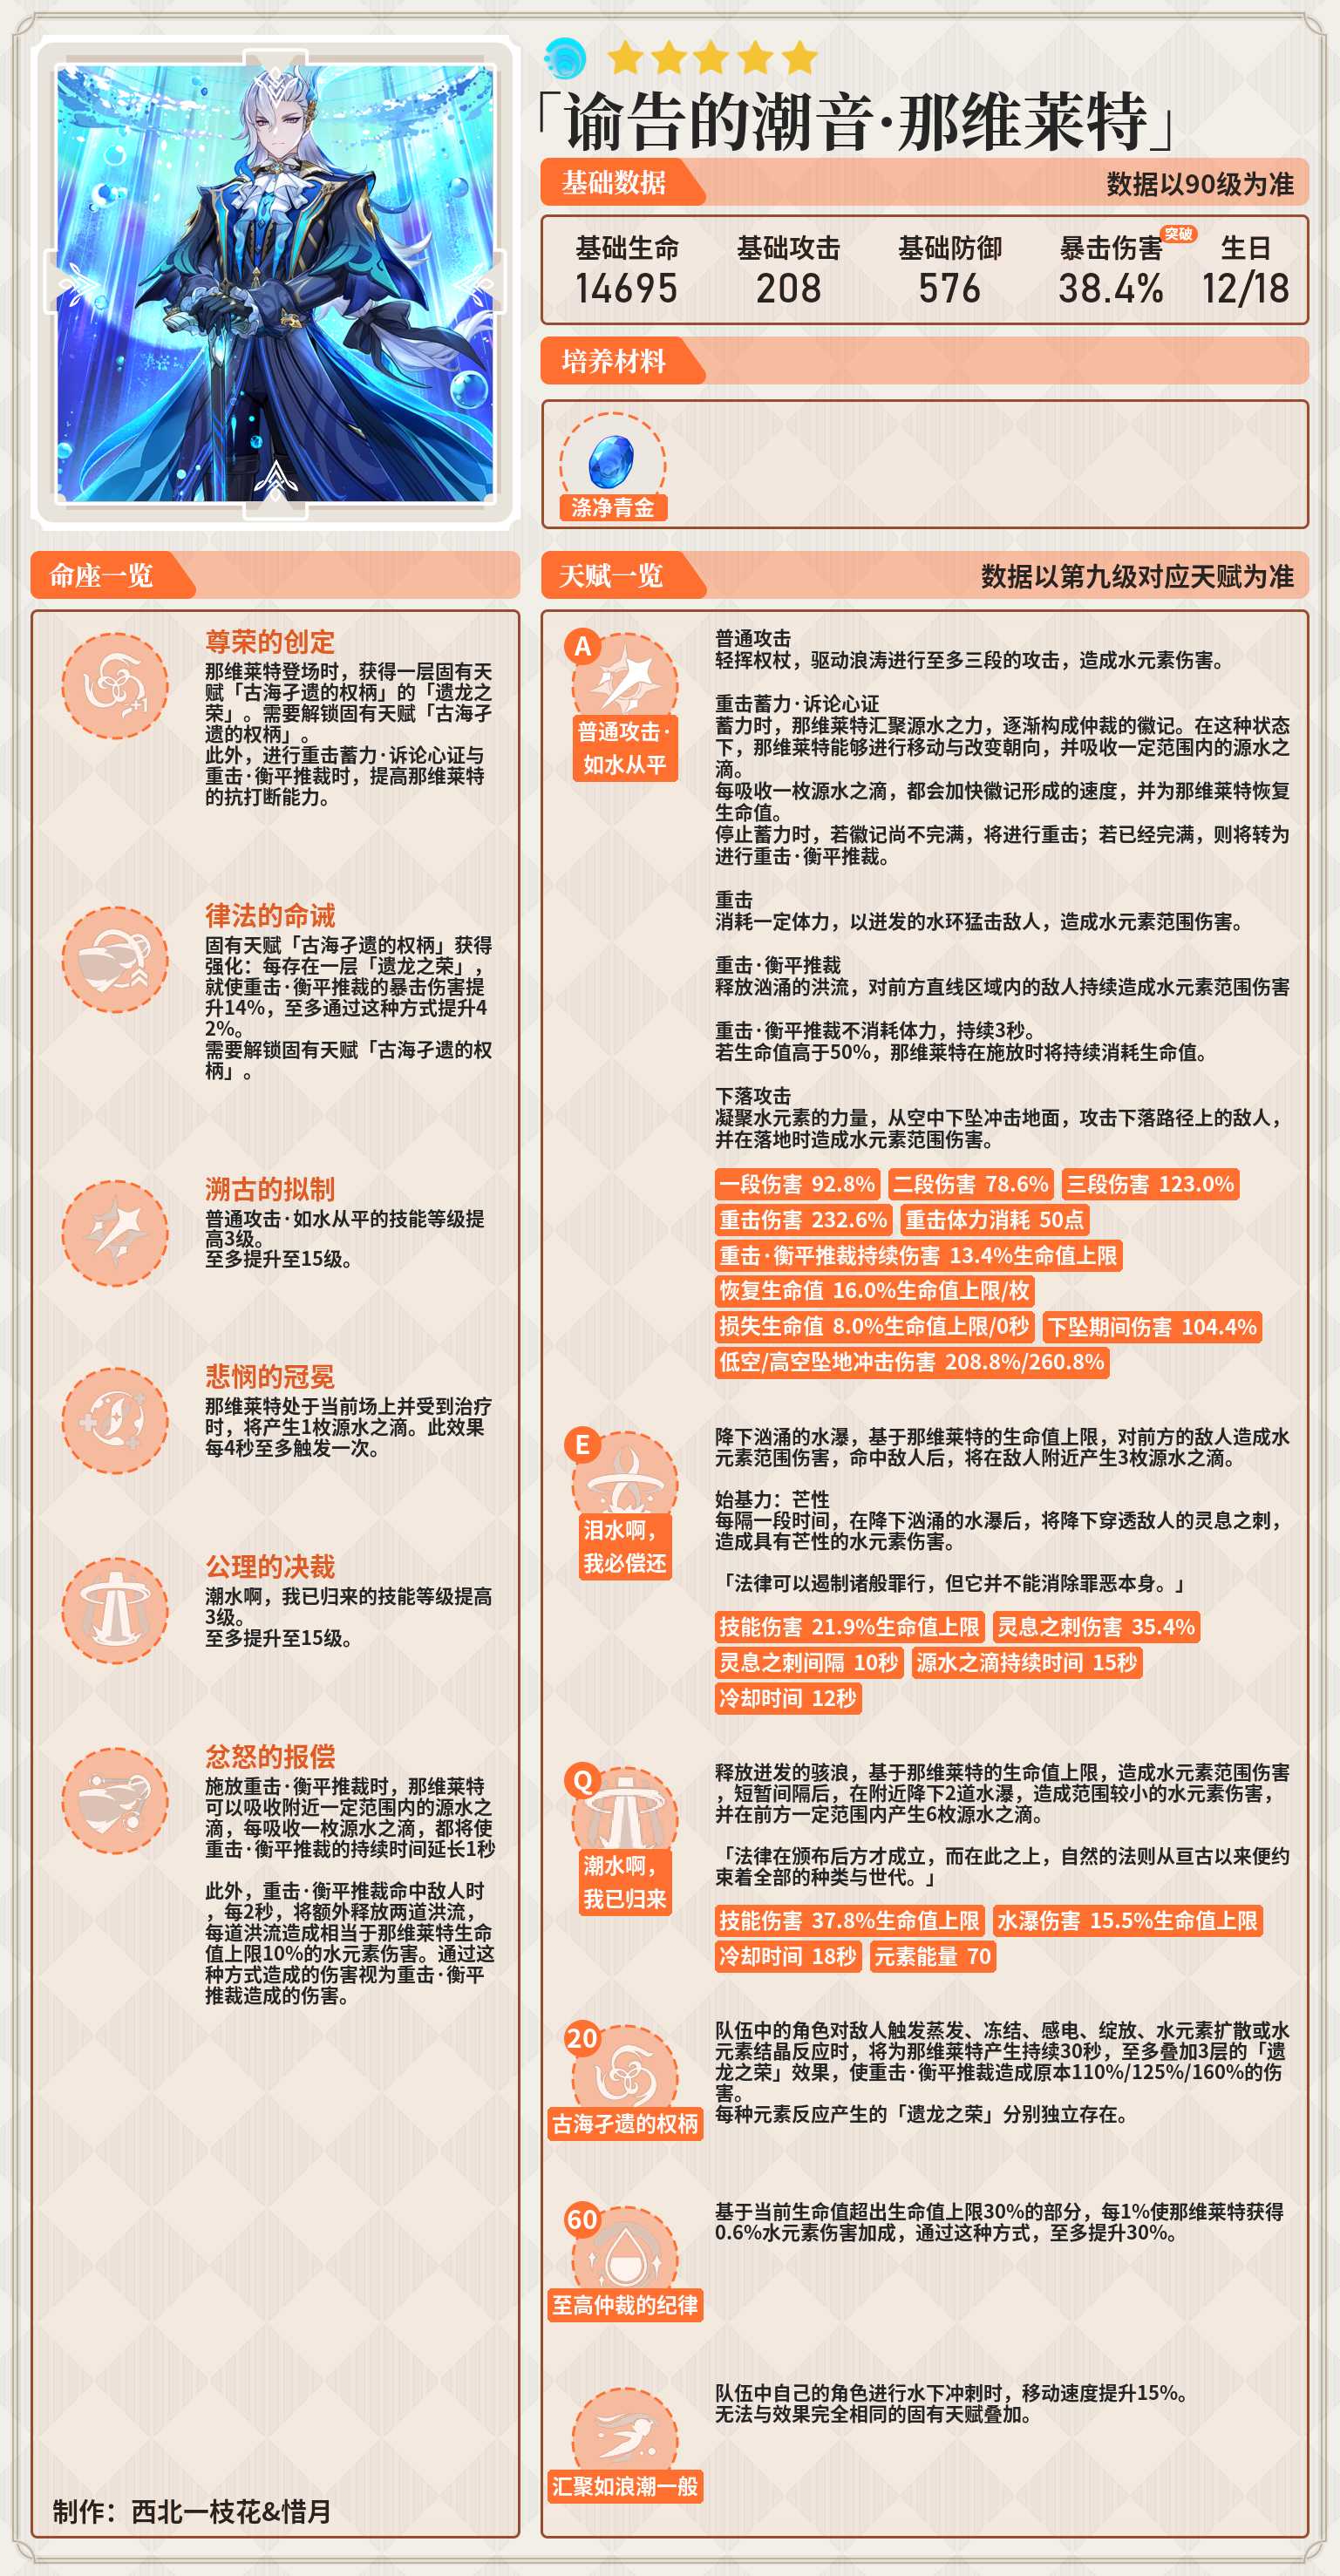 「谕告的潮音·那维莱特」
基础数据
数据以90级为准
基础生命
基础攻击
基础防御
暴击伤害
突破
生日
14695
208
576
38.4%
12/18
培养材料
涤净青金
命座一览
尊荣的创定
那维莱特登场时，获得一层固有天
赋「古海孑遗的权柄」的「遗龙之
荣」。需要解锁固有天赋「古海孑
遗的权柄」。
此外，进行重击蓄力·诉论心证与
重击·衡平推裁时，提高那维莱特
的抗打断能力。
律法的命诫
固有天赋「古海孑遗的权柄」获得
强化：每存在一层「遗龙之荣」，
就使重击·衡平推裁的暴击伤害提
升14%，至多通过这种方式提升4
2%。
需要解锁固有天赋「古海孑遗的权
柄」。
溯古的拟制
普通攻击·如水从平的技能等级提
高3级。
至多提升至15级。
悲悯的冠冕
那维莱特处于当前场上并受到治疗
时，将产生1枚源水之滴。此效果
每4秒至多触发一次。
公理的决裁
潮水啊，我已归来的技能等级提高
3级。
至多提升至15级。
忿怒的报偿
施放重击·衡平推裁时，那维莱特
可以吸收附近一定范围内的源水之
滴，每吸收一枚源水之滴，都将使
重击·衡平推裁的持续时间延长1秒
此外，重击·衡平推裁命中敌人时
，每2秒，将额外释放两道洪流，
每道洪流造成相当于那维莱特生命
值上限10%的水元素伤害。通过这
种方式造成的伤害视为重击·衡平
推裁造成的伤害。
制作：西北一枝花&惜月
天赋一览
数据以第九级对应天赋为准
A
普通攻击·
如水从平
普通攻击
轻挥权杖，驱动浪涛进行至多三段的攻击，造成水元素伤害。
重击蓄力·诉论心证
蓄力时，那维莱特汇聚源水之力，逐渐构成仲裁的徽记。在这种状态
下，那维莱特能够进行移动与改变朝向，并吸收一定范围内的源水之
滴。
每吸收一枚源水之滴，都会加快徽记形成的速度，并为那维莱特恢复
生命值。
停止蓄力时，若徽记尚不完满，将进行重击；若已经完满，则将转为
进行重击·衡平推裁。
重击
消耗一定体力，以迸发的水环猛击敌人，造成水元素范围伤害。
重击·衡平推裁
释放汹涌的洪流，对前方直线区域内的敌人持续造成水元素范围伤害
重击·衡平推裁不消耗体力，持续3秒。
若生命值高于50%，那维莱特在施放时将持续消耗生命值。
下落攻击
凝聚水元素的力量，从空中下坠冲击地面，攻击下落路径上的敌人，
并在落地时造成水元素范围伤害。
一段伤害 92.8% 二段伤害 78.6% 三段伤害 123.0%
重击伤害 232.6% 重击体力消耗 50点
重击·衡平推裁持续伤害 13.4%生命值上限
恢复生命值 16.0%生命值上限/枚
损失生命值 8.0%生命值上限/0秒 下坠期间伤害 104.4%
低空/高空坠地冲击伤害 208.8%/260.8%
E
泪水啊，
我必偿还
降下汹涌的水瀑，基于那维莱特的生命值上限，对前方的敌人造成水
元素范围伤害，命中敌人后，将在敌人附近产生3枚源水之滴。
始基力：芒性
每隔一段时间，在降下汹涌的水瀑后，将降下穿透敌人的灵息之刺，
造成具有芒性的水元素伤害。
「法律可以遏制诸般罪行，但它并不能消除罪恶本身。」
技能伤害 21.9%生命值上限 灵息之刺伤害 35.4%
灵息之刺间隔 10秒 源水之滴持续时间 15秒
冷却时间 12秒
Q
潮水啊，
我已归来
释放迸发的骇浪，基于那维莱特的生命值上限，造成水元素范围伤害
，短暂间隔后，在附近降下2道水瀑，造成范围较小的水元素伤害，
并在前方一定范围内产生6枚源水之滴。
「法律在颁布后方才成立，而在此之上，自然的法则从亘古以来便约
束着全部的种类与世代。」
技能伤害 37.8%生命值上限 水瀑伤害 15.5%生命值上限
冷却时间 18秒 元素能量 70
20
古海孑遗的权柄
队伍中的角色对敌人触发蒸发、冻结、感电、绽放、水元素扩散或水
元素结晶反应时，将为那维莱特产生持续30秒，至多叠加3层的「遗
龙之荣」效果，使重击·衡平推裁造成原本110%/125%/160%的伤
害。
每种元素反应产生的「遗龙之荣」分别独立存在。
60
至高仲裁的纪律
基于当前生命值超出生命值上限30%的部分，每1%使那维莱特获得
0.6%水元素伤害加成，通过这种方式，至多提升30%。
汇聚如浪潮一般
队伍中自己的角色进行水下冲刺时，移动速度提升15%。
无法与效果完全相同的固有天赋叠加。